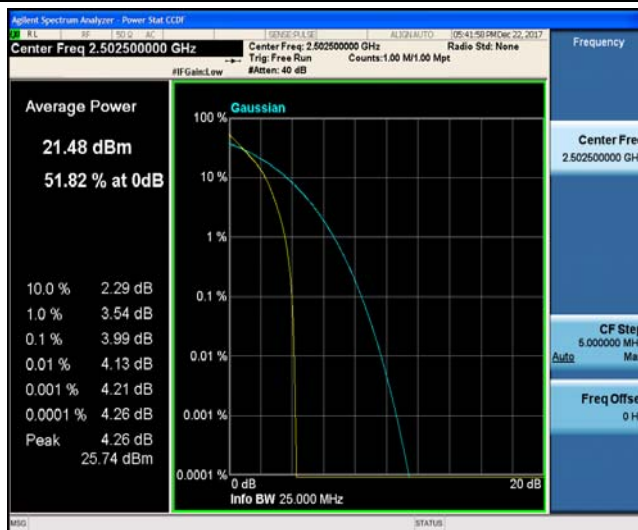 Agilent Spectrum Analyzer - Power Stat CCDF
RL RF 50 Ω AC SENSE:PULSE ALIGNAUTO 05:41:58 PM Dec 22, 2017
Center Freq 2.502500000 GHz
Center Freq: 2.502500000 GHz Radio Std: None
Trig: Free Run Counts:1.00 M/1.00 Mpt
#IFGain:Low #Atten: 40 dB
Frequency
Average Power
21.48 dBm
51.82 % at 0dB
10.0 % 2.29 dB
1.0 % 3.54 dB
0.1 % 3.99 dB
0.01 % 4.13 dB
0.001 % 4.21 dB
0.0001 % 4.26 dB
Peak 4.26 dB
25.74 dBm
Gaussian
100 %
10 %
1 %
0.1 %
0.01 %
0.001 %
0.0001 %
0 dB 20 dB
Info BW 25.000 MHz
Center Fre
2.502500000 GH
CF Ste
5.000000 MH
Auto Ma
Freq Offse
0 H
MSG STATUS